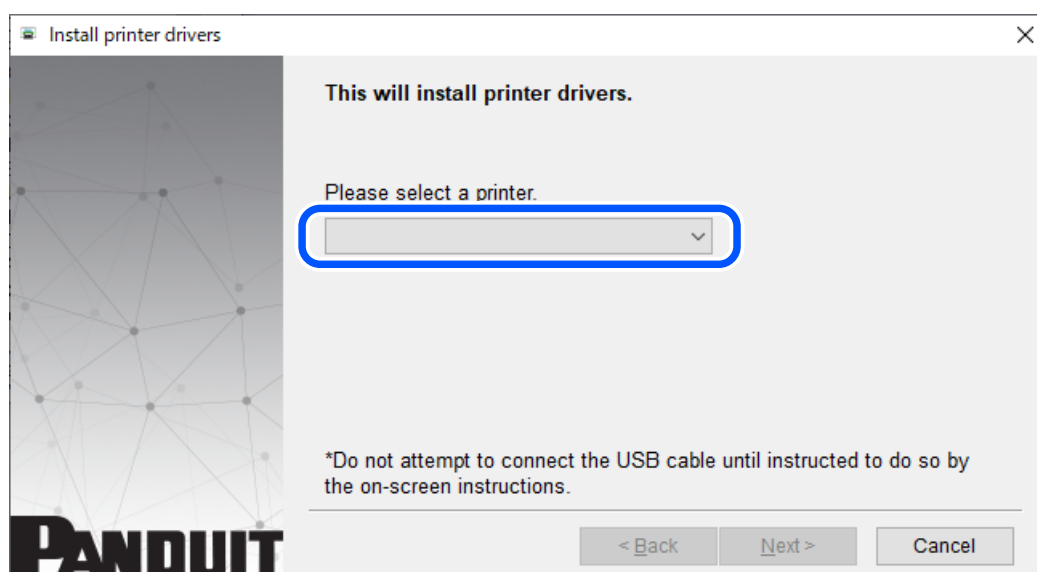 Install printer drivers
This will install printer drivers.
Please select a printer.
*Do not attempt to connect the USB cable until instructed to do so by
the on-screen instructions.
< Back
Next >
Cancel
PANDUIT